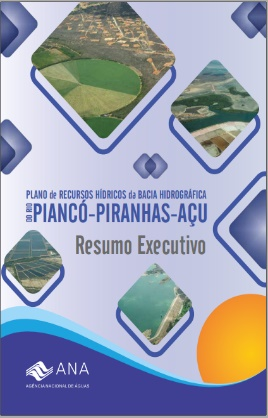 PLANO de RECURSOS HÍDRICOS da BACIA HIDROGRÁFICA
DO RIO PIANCÓ-PIRANHAS-AÇU
Resumo Executivo
ANA
AGÊNCIA NACIONAL DE ÁGUAS